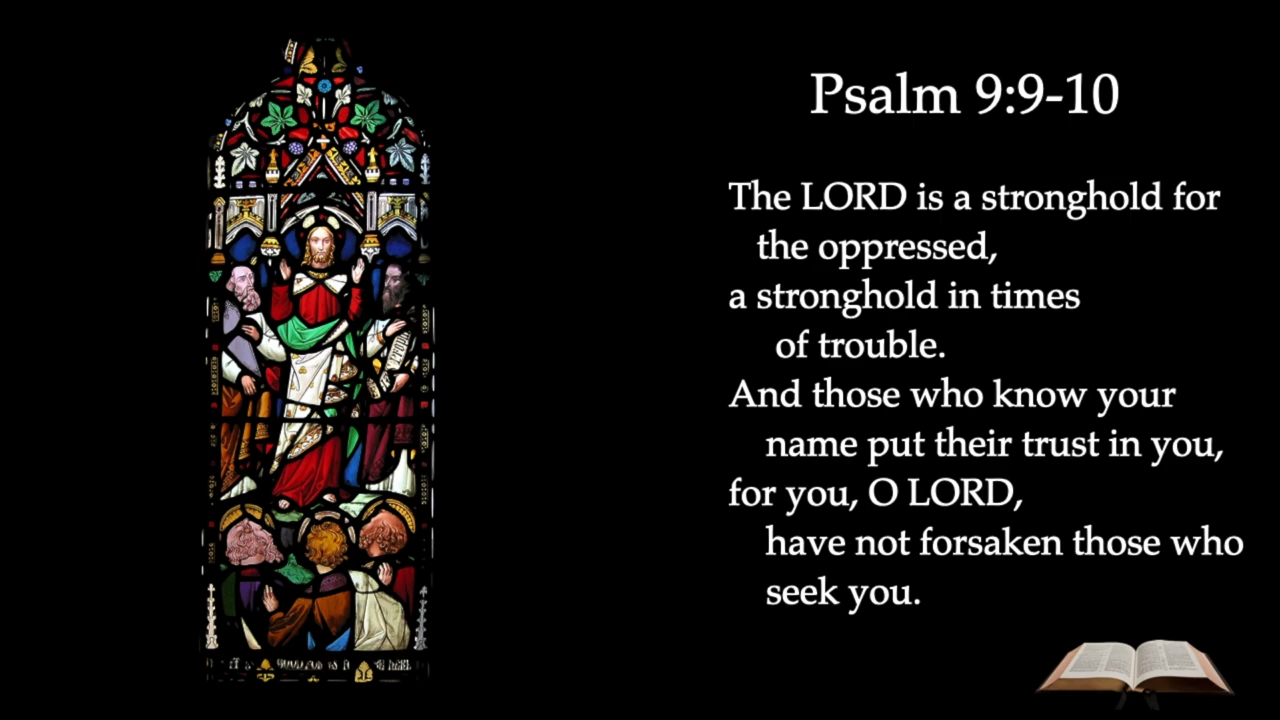 Psalm 9:9-10
The LORD is a stronghold for
the oppressed,
a stronghold in times
of trouble.
And those who know your
name put their trust in you,
for you, O LORD,
have not forsaken those who
seek you.